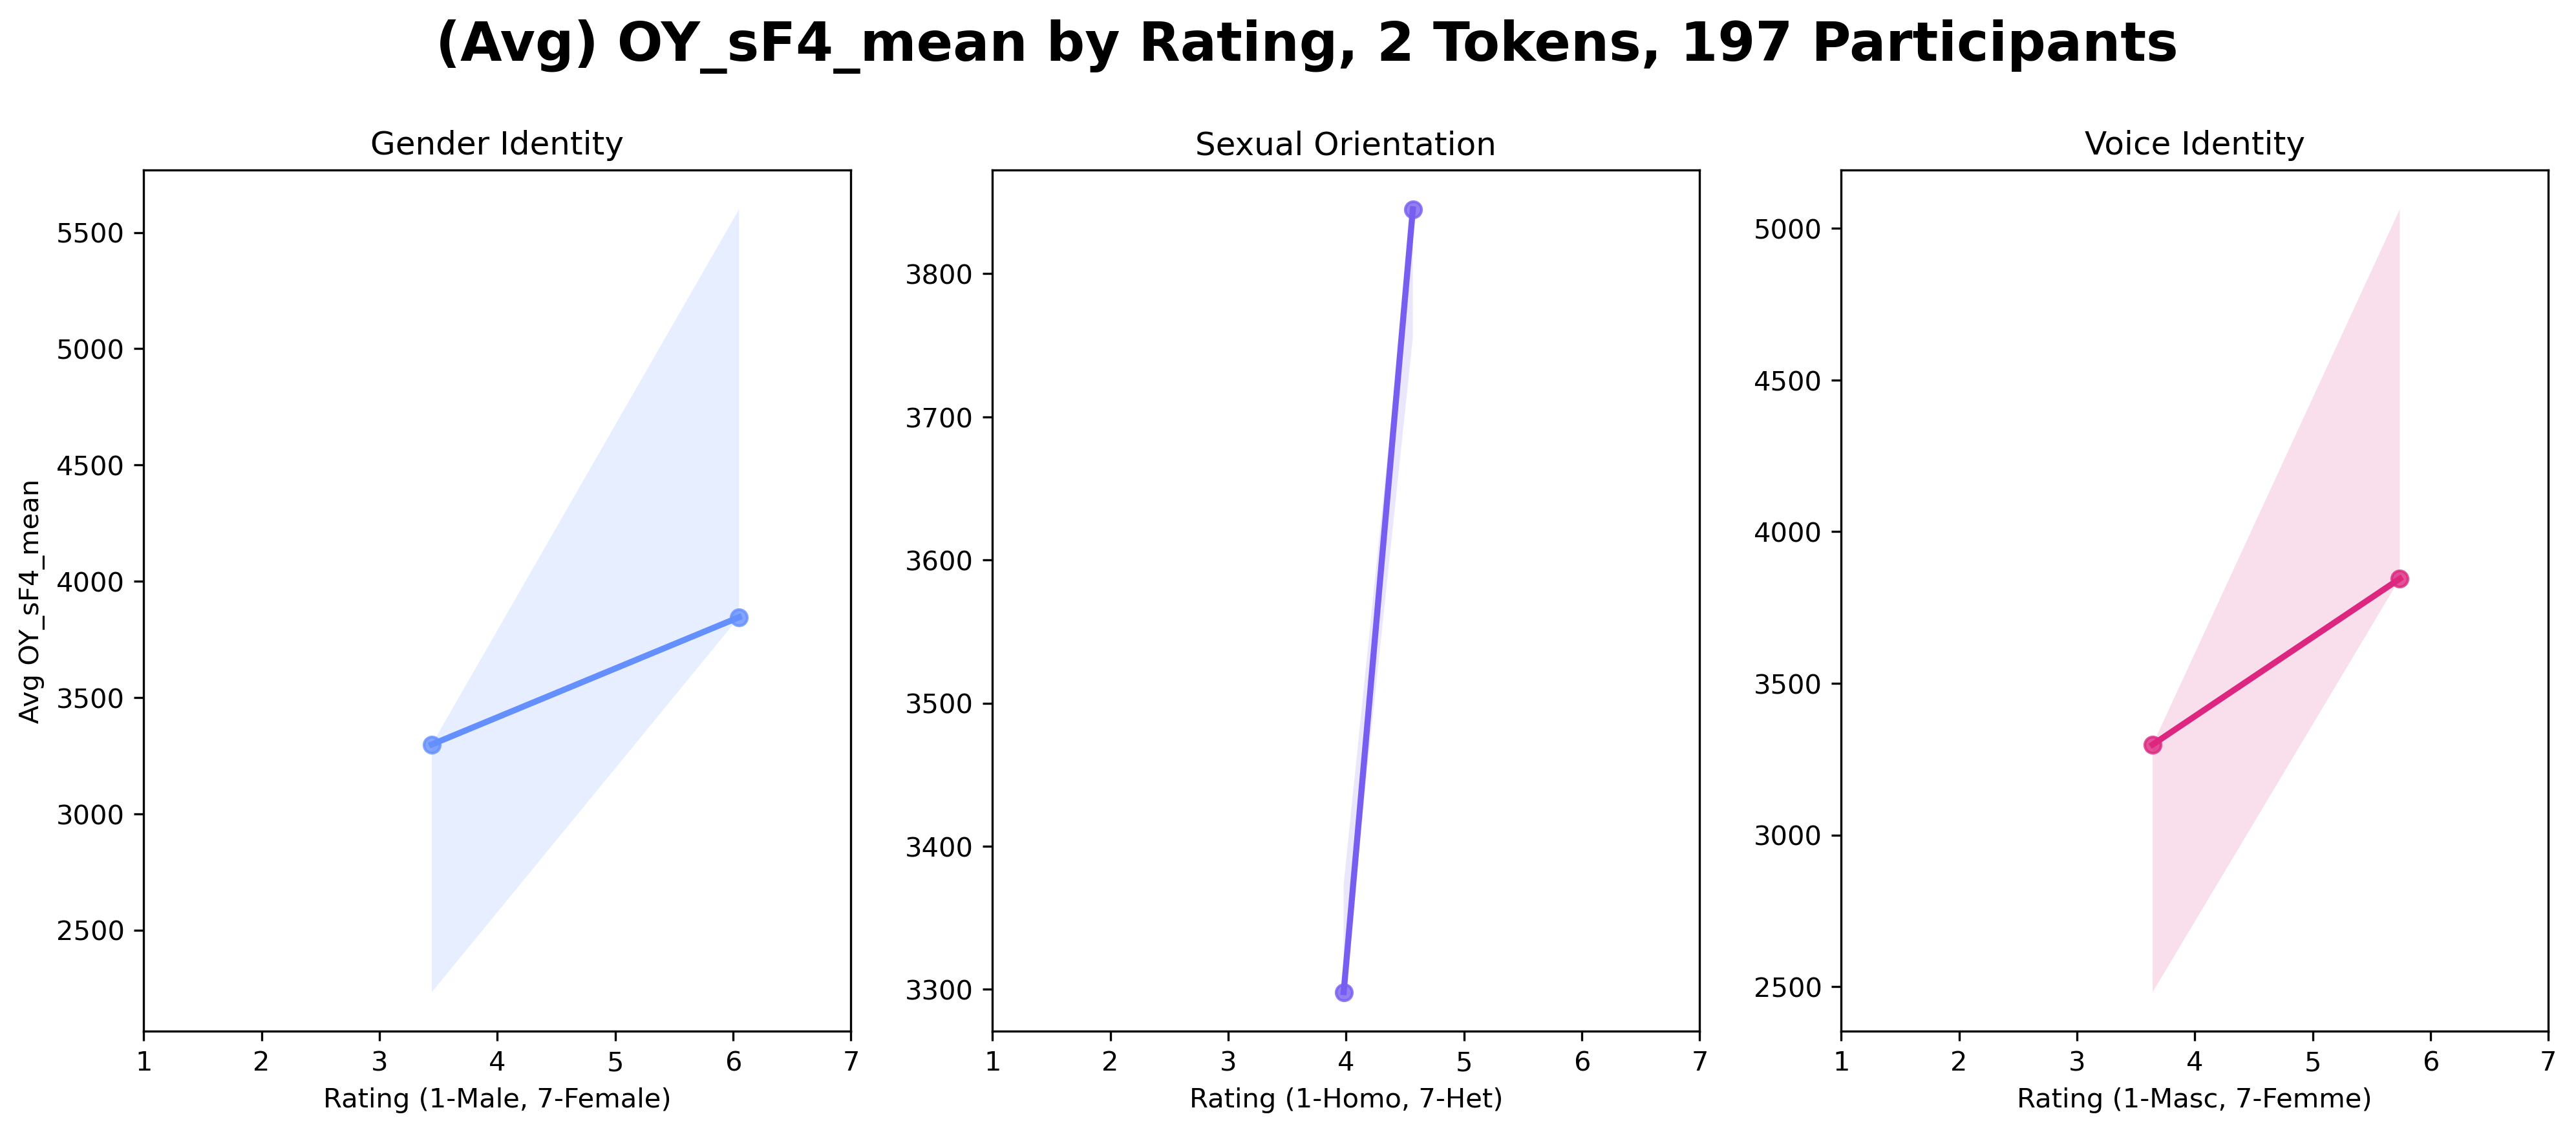 (Avg) OY_sF4_mean by Rating, 2 Tokens, 197 Participants
Gender Identity
Avg OY_sF4_mean
5500
5000
4500
4000
3500
3000
2500
1 2 3 4 5 6 7
Rating (1-Male, 7-Female)
Sexual Orientation
3800
3700
3600
3500
3400
3300
1 2 3 4 5 6 7
Rating (1-Homo, 7-Het)
Voice Identity
5000
4500
4000
3500
3000
2500
1 2 3 4 5 6 7
Rating (1-Masc, 7-Femme)